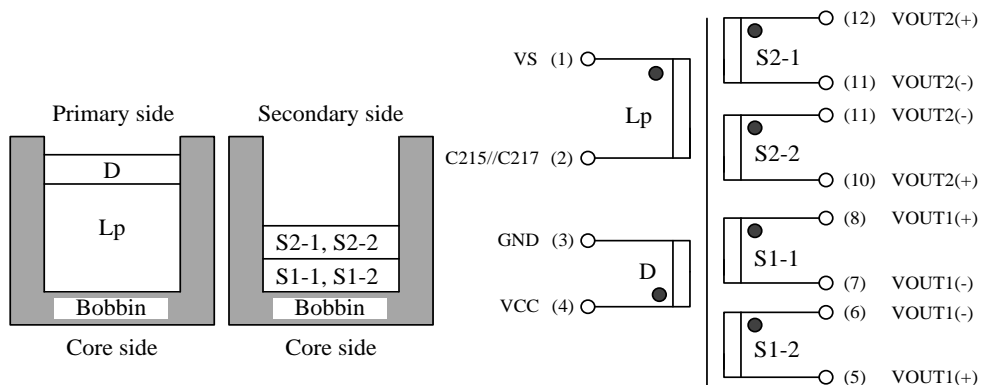 Primary side
D
Lp
Bobbin
Core side
Secondary side
S2-1, S2-2
S1-1, S1-2
Bobbin
Core side
VS (1)
Lp
C215//C217 (2)
GND (3)
D
VCC (4)
(12) VOUT2(+)
S2-1
(11) VOUT2(-)
(11) VOUT2(-)
S2-2
(10) VOUT2(+)
(8) VOUT1(+)
S1-1
(7) VOUT1(-)
(6) VOUT1(-)
S1-2
(5) VOUT1(+)